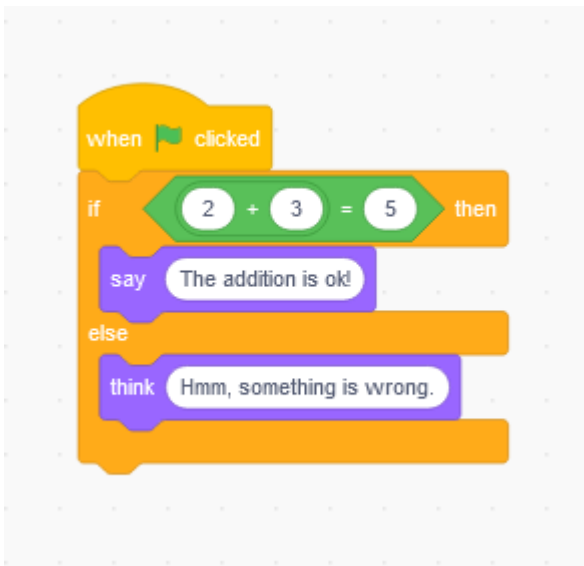 when clicked
if 2 + 3 = 5 then
say The addition is ok!
else
think Hmm, something is wrong.